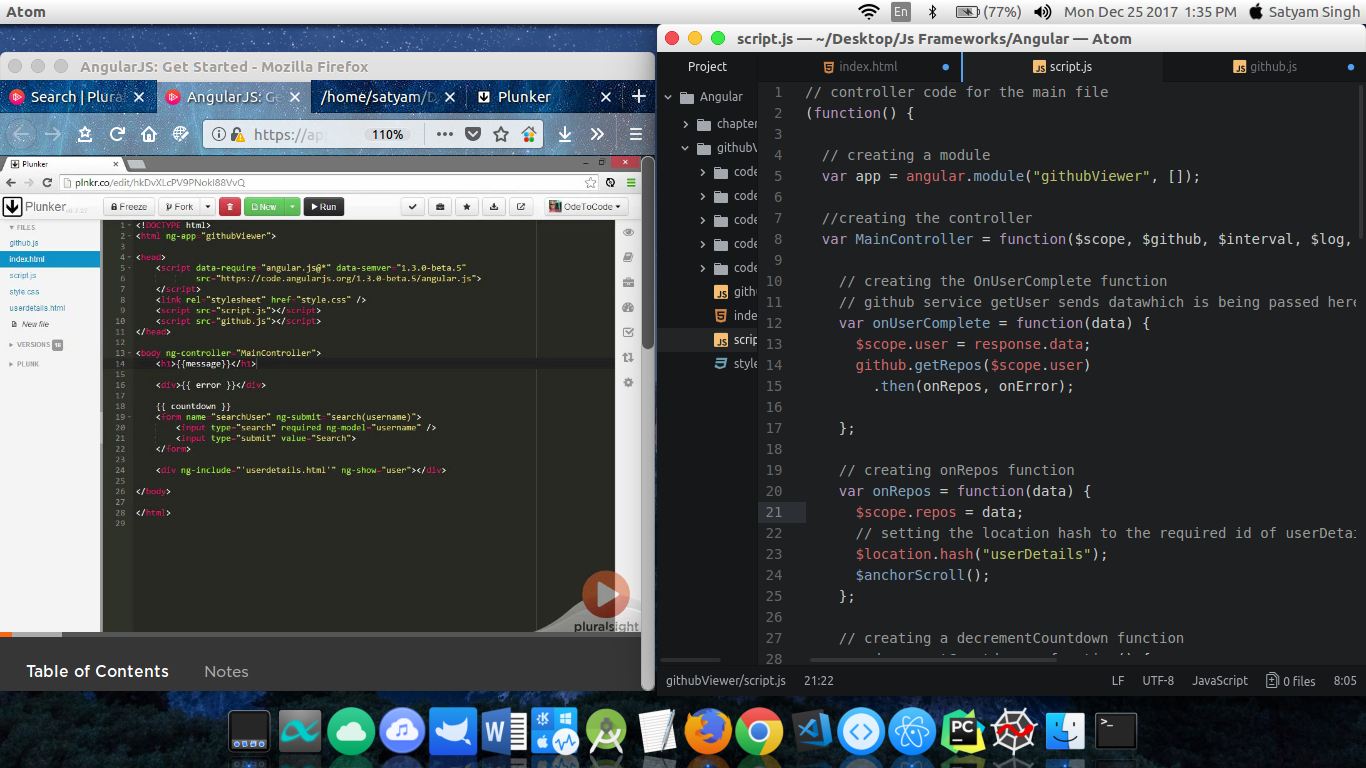 Atom
En
(77%)
Mon Dec 25 2017 1:35 PM
Satyam Singh
AngularJS: Get Started - Mozilla Firefox
Search | Plura
AngularJS: Ge
/home/satyam/D
Plunker
https://ap
110%
Plunker
plnkr.co/edit/hkDvXLcPV9PNokI88VvQ
Plunker
Freeze
Fork
New
Run
OdeToCode
FILES
github.js
index.html
script.js
style.css
userdetails.html
New file
VERSIONS 16
PLUNK
1 <!DOCTYPE html>
2 <html ng-app="githubViewer">
3
4 <head>
5 <script data-require="angular.js@*" data-semver="1.3.0-beta.5"
6 src="https://code.angularjs.org/1.3.0-beta.5/angular.js">
7 </script>
8 <link rel="stylesheet" href="style.css" />
9 <script src="script.js"></script>
10 <script src="github.js"></script>
11 </head>
12
13 <body ng-controller="MainController">
14 <h1>{{message}}</h1>
15
16 <div>{{ error }}</div>
17
18 {{ countdown }}
19 <form name="searchUser" ng-submit="search(username)">
20 <input type="search" required ng-model="username" />
21 <input type="submit" value="Search">
22 </form>
23
24 <div ng-include="'userdetails.html'" ng-show="user"></div>
25
26 </body>
27
28 </html>
29
pluralsight
Table of Contents
Notes
script.js — ~/Desktop/Js Frameworks/Angular — Atom
Project
index.html
script.js
github.js
Angular
chapter
githubV
code
code
code
code
code
gith
inde
scrip
style
1 // controller code for the main file
2 (function() {
3
4 // creating a module
5 var app = angular.module("githubViewer", []);
6
7 //creating the controller
8 var MainController = function($scope, $github, $interval, $log,
9
10 // creating the OnUserComplete function
11 // github service getUser sends datawhich is being passed here
12 var onUserComplete = function(data) {
13 $scope.user = response.data;
14 github.getRepos($scope.user)
15 .then(onRepos, onError);
16
17 };
18
19 // creating onRepos function
20 var onRepos = function(data) {
21 $scope.repos = data;
22 // setting the location hash to the required id of userDetai
23 $location.hash("userDetails");
24 $anchorScroll();
25 };
26
27 // creating a decrementCountdown function
28
githubViewer/script.js
21:22
LF
UTF-8
JavaScript
0 files
8:05
W
PC
>_